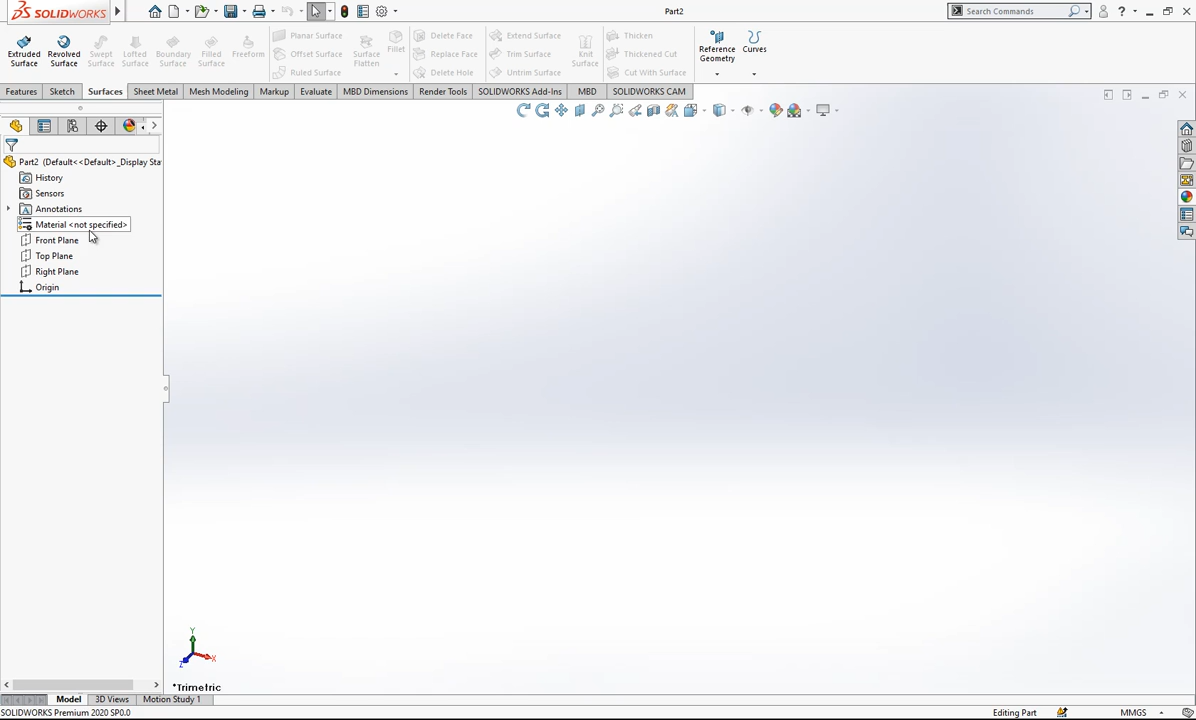 SOLIDWORKS
Part2
Search Commands
Extruded Surface
Revolved Surface
Swept Surface
Lofted Surface
Boundary Surface
Filled Surface
Freeform
Planar Surface
Offset Surface
Ruled Surface
Surface Flatten
Fillet
Delete Face
Replace Face
Delete Hole
Extend Surface
Trim Surface
Untrim Surface
Knit Surface
Thicken
Thickened Cut
Cut With Surface
Reference Geometry
Curves
Features Sketch Surfaces Sheet Metal Mesh Modeling Markup Evaluate MBD Dimensions Render Tools SOLIDWORKS Add-Ins MBD SOLIDWORKS CAM
Part2 (Default<<Default>_Display Sta
History
Sensors
Annotations
Material <not specified>
Front Plane
Top Plane
Right Plane
Origin
Y
X
Z
*Trimetric
Model 3D Views Motion Study 1
SOLIDWORKS Premium 2020 SP0.0 Editing Part MMGS